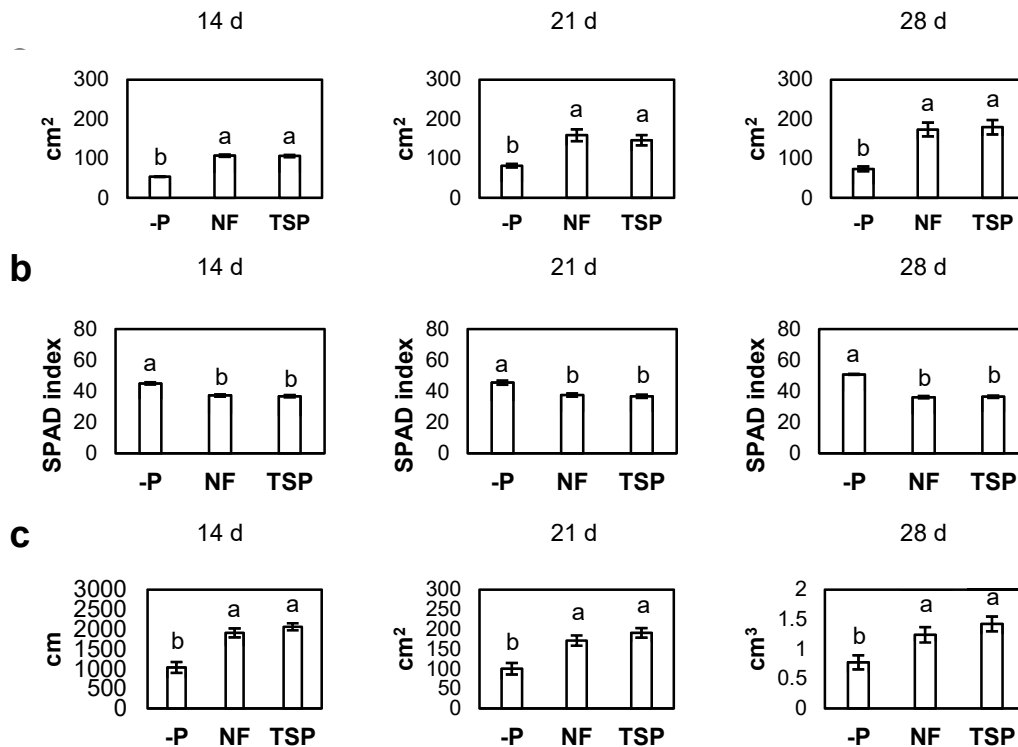 14 d 21 d 28 d
300 300 300
a a a a a a
200 200 200
cm² b cm² b cm² b
100 100 100
0 0 0
-P NF TSP -P NF TSP -P NF TSP
b 14 d 21 d 28 d
80 80 80
SPAD index SPAD index SPAD index
60 a 60 a 60 a
b b b b b b
40 40 40
20 20 20
0 0 0
-P NF TSP -P NF TSP -P NF TSP
c 14 d 21 d 28 d
3000 300 2
2500 a a 250 a a a a
2000 200 1.5
cm b cm² b cm³ b
1500 150 1
1000 100
500 50 0.5
0 0 0
-P NF TSP -P NF TSP -P NF TSP